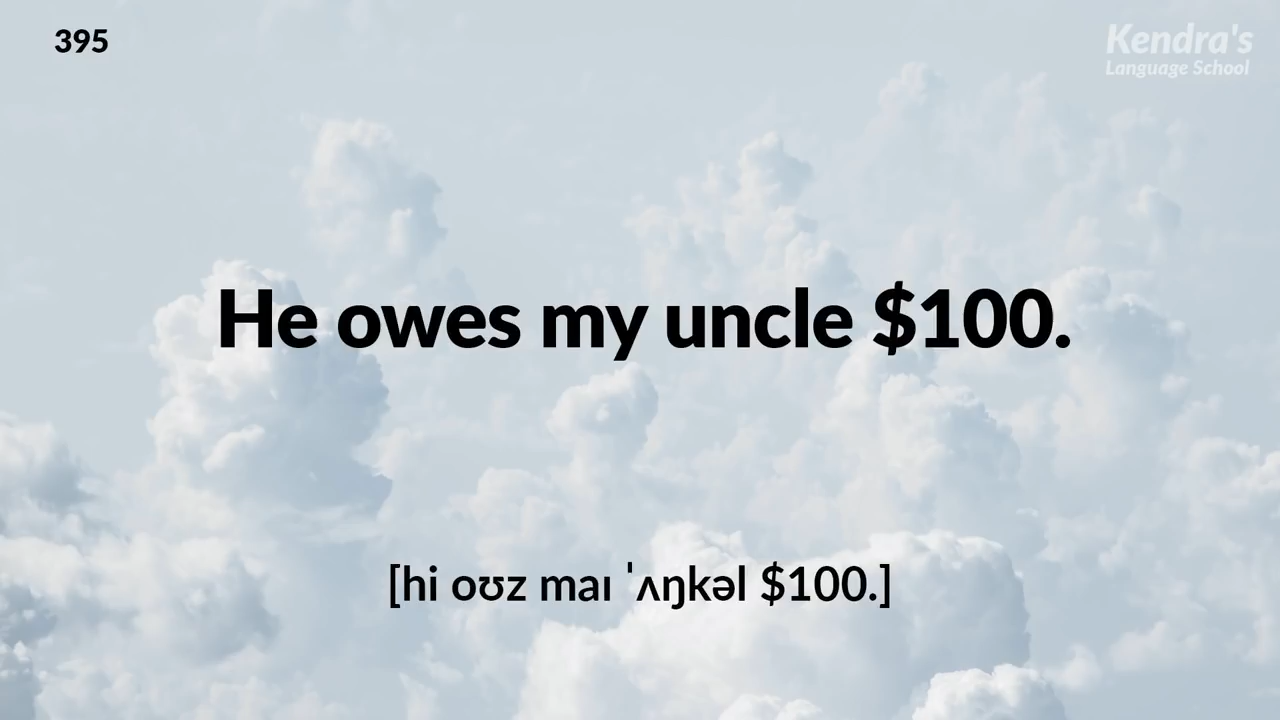 395
Kendra's
Language School
He owes my uncle $100.
[hi oʊz maɪ ˈʌŋkəl $100.]